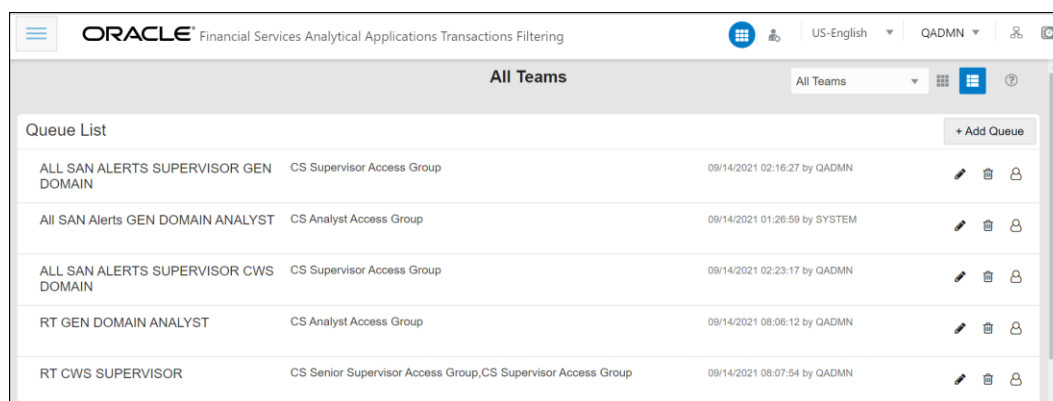 ORACLE® Financial Services Analytical Applications Transactions Filtering
US-English
QADMN
All Teams
All Teams
Queue List
+ Add Queue
ALL SAN ALERTS SUPERVISOR GEN DOMAIN
CS Supervisor Access Group
09/14/2021 02:16:27 by QADMN
All SAN Alerts GEN DOMAIN ANALYST
CS Analyst Access Group
09/14/2021 01:26:59 by SYSTEM
ALL SAN ALERTS SUPERVISOR CWS DOMAIN
CS Supervisor Access Group
09/14/2021 02:23:17 by QADMN
RT GEN DOMAIN ANALYST
CS Analyst Access Group
09/14/2021 08:06:12 by QADMN
RT CWS SUPERVISOR
CS Senior Supervisor Access Group,CS Supervisor Access Group
09/14/2021 08:07:54 by QADMN